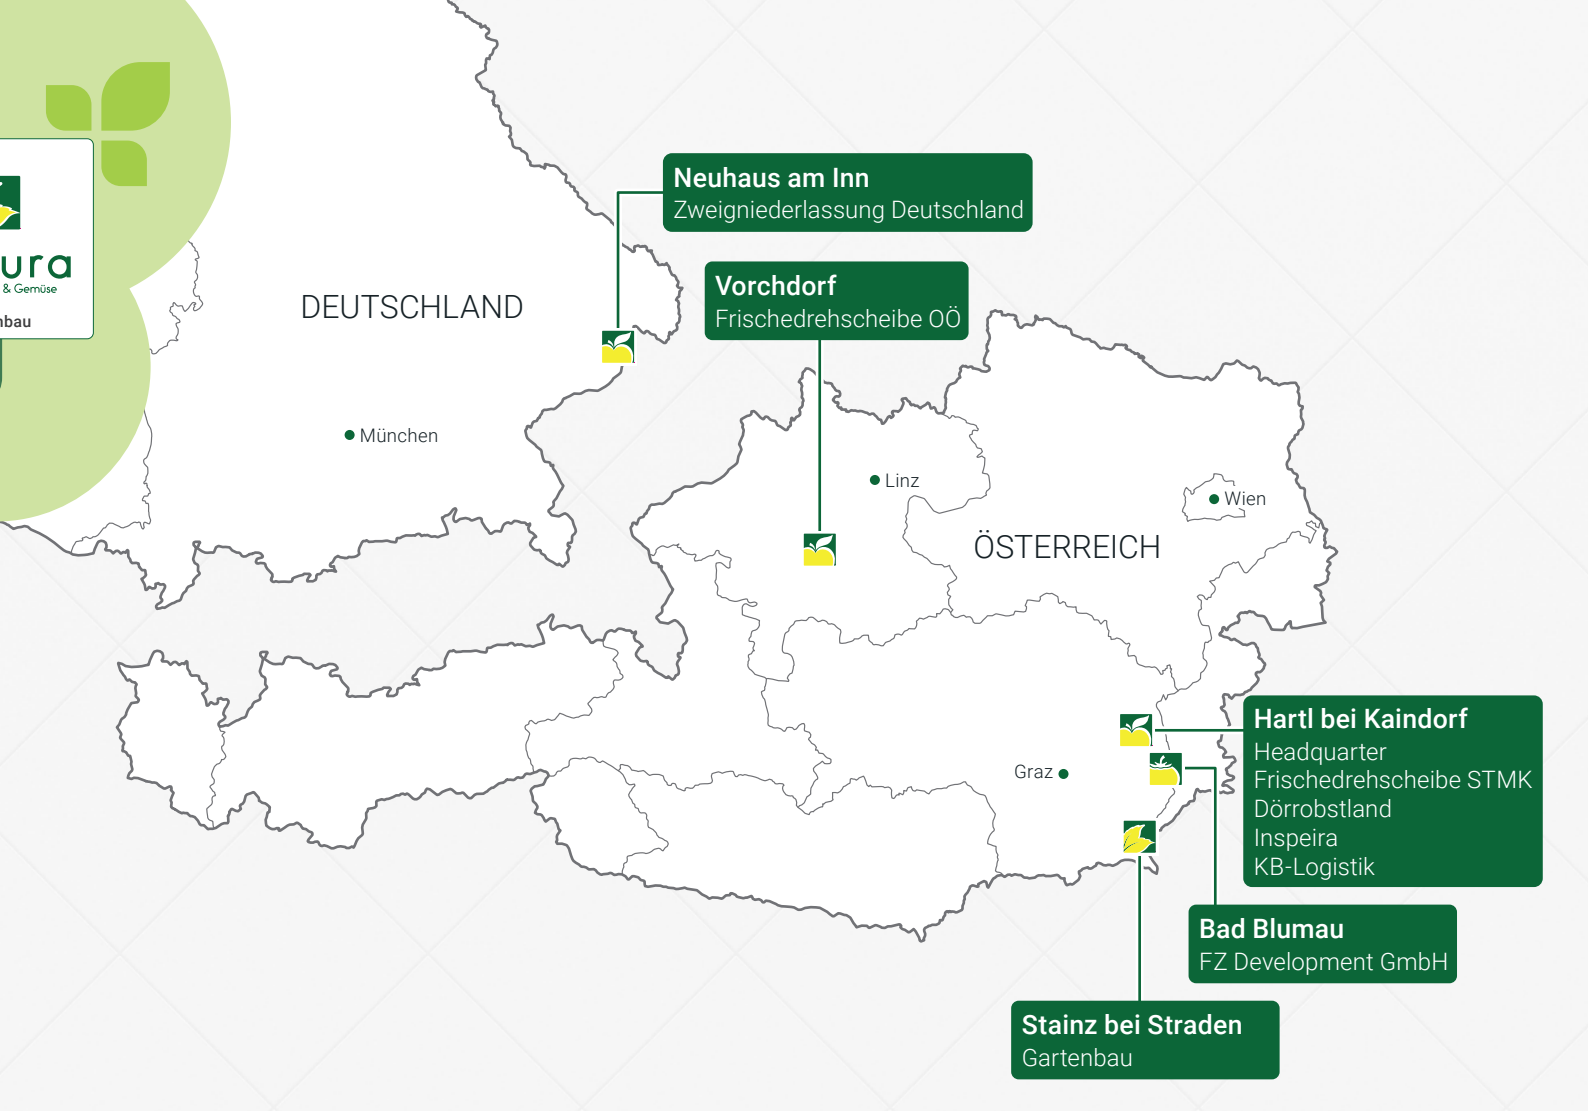 ura
& Gemüse
nbau
DEUTSCHLAND
München
Neuhaus am Inn
Zweigniederlassung Deutschland
Vorchdorf
Frischedrehscheibe OÖ
Linz
Wien
ÖSTERREICH
Graz
Hartl bei Kaindorf
Headquarter
Frischedrehscheibe STMK
Dörrobstland
Inspeira
KB-Logistik
Bad Blumau
FZ Development GmbH
Stainz bei Straden
Gartenbau